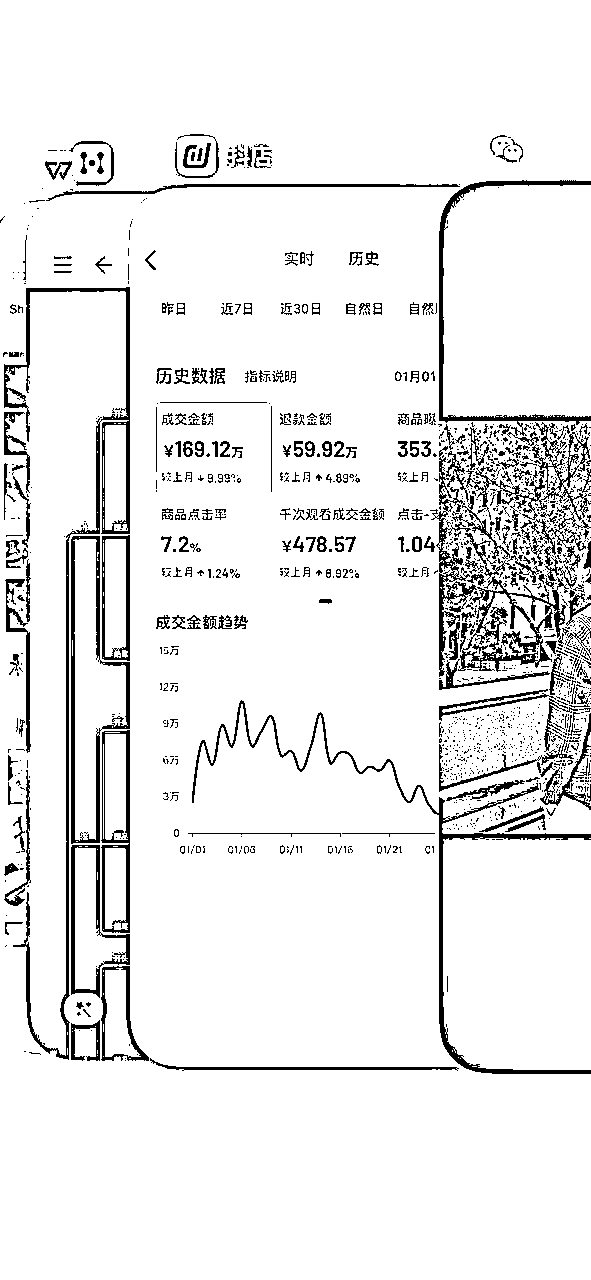 抖店
实时 历史
昨日 近7日 近30日 自然日 自然
Sh
历史数据 指标说明 01月01
成交金额 退款金额 商品曝
¥169.12万 ¥59.92万 353.
较上月↓9.99% 较上月↑4.89% 较上月
商品点击率 千次观看成交金额 点击-
7.2% ¥478.57 1.04
较上月↑1.24% 较上月↑8.92% 较上月
成交金额趋势
15万
12万
9万
6万
3万
0
01/01 01/06 01/11 01/16 01/21 01